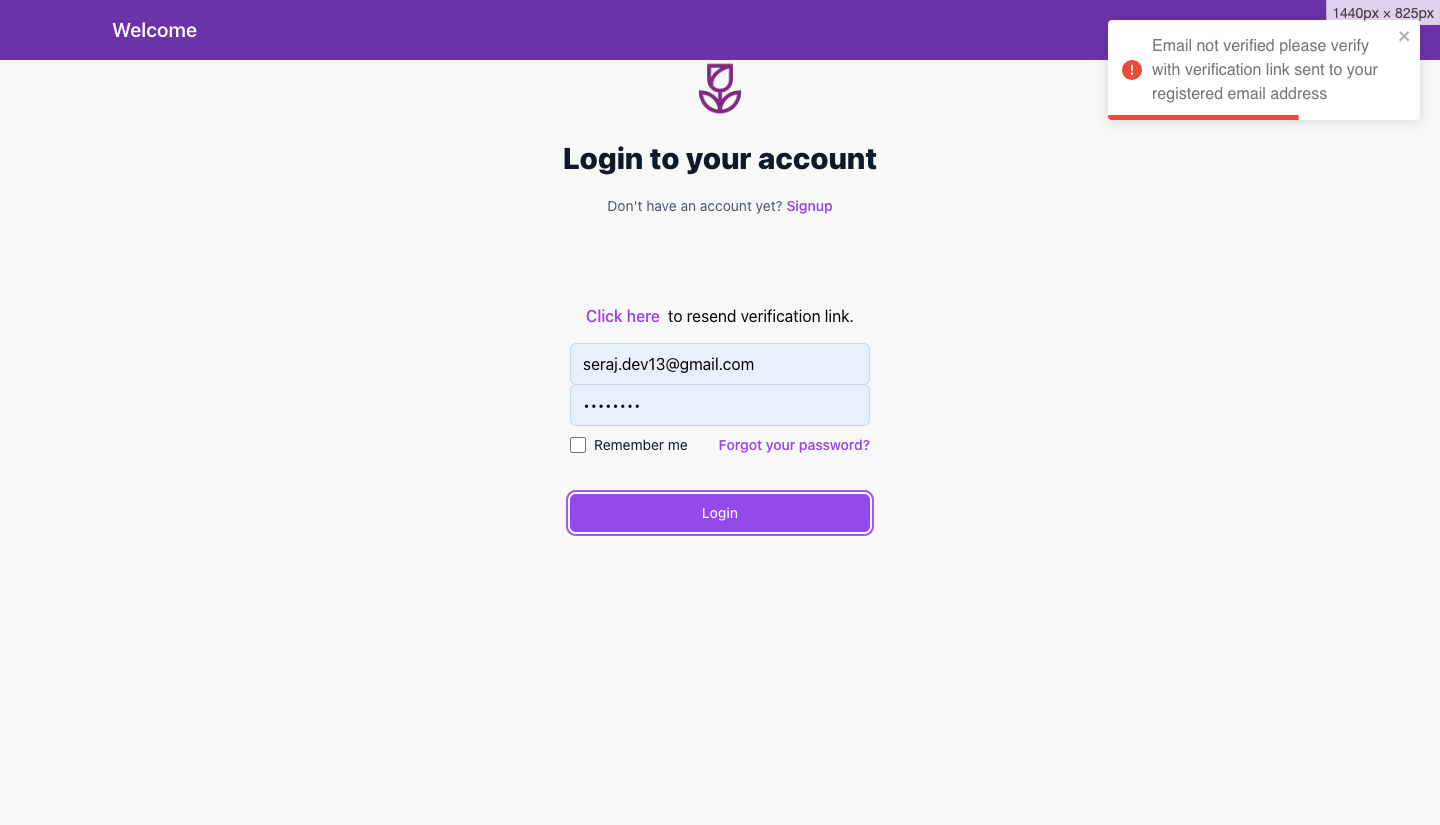 Welcome
1440px × 825px
Email not verified please verify
with verification link sent to your
registered email address
Login to your account
Don't have an account yet? Signup
Click here to resend verification link.
seraj.dev13@gmail.com
••••••••
Remember me
Forgot your password?
Login